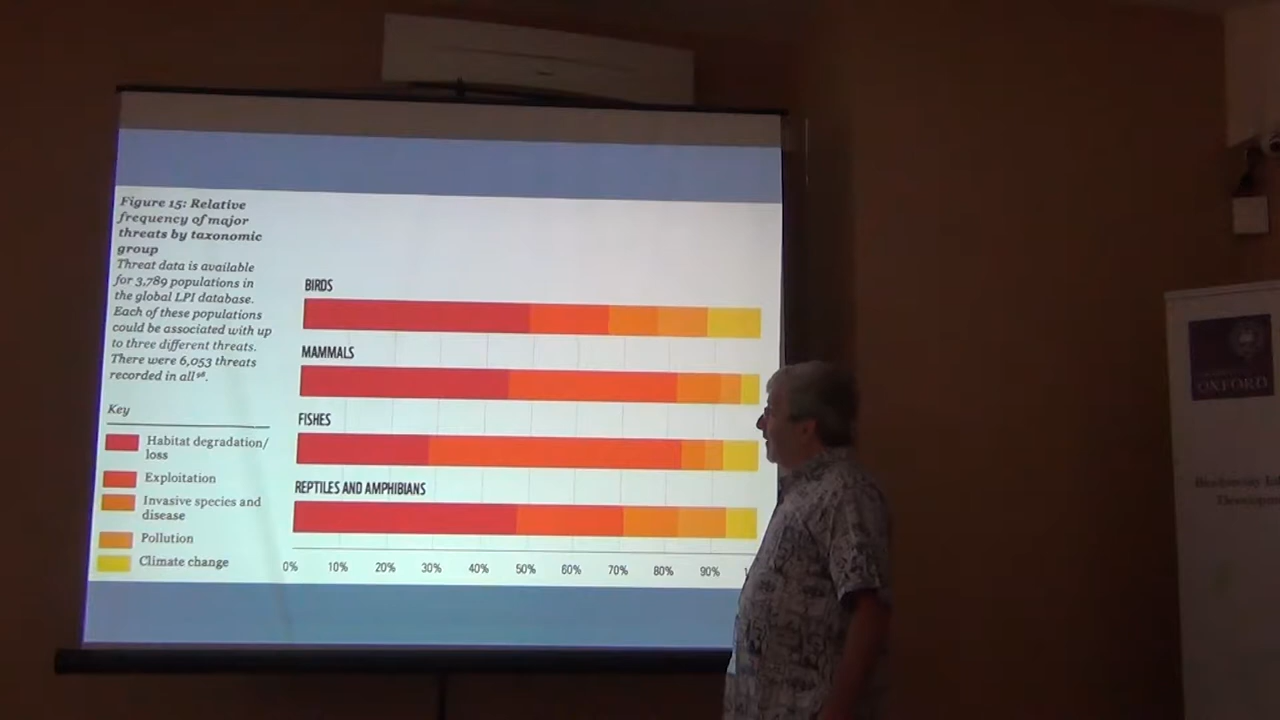 Figure 15: Relative
frequency of major
threats by taxonomic
group
Threat data is available
for 3,789 populations in
the global LPI database.
Each of these populations
could be associated with up
to three different threats.
There were 6,053 threats
recorded in all⁹⁸.
Key
Habitat degradation/
loss
Exploitation
Invasive species and
disease
Pollution
Climate change
BIRDS
MAMMALS
FISHES
REPTILES AND AMPHIBIANS
0% 10% 20% 30% 40% 50% 60% 70% 80% 90%
OXFORD